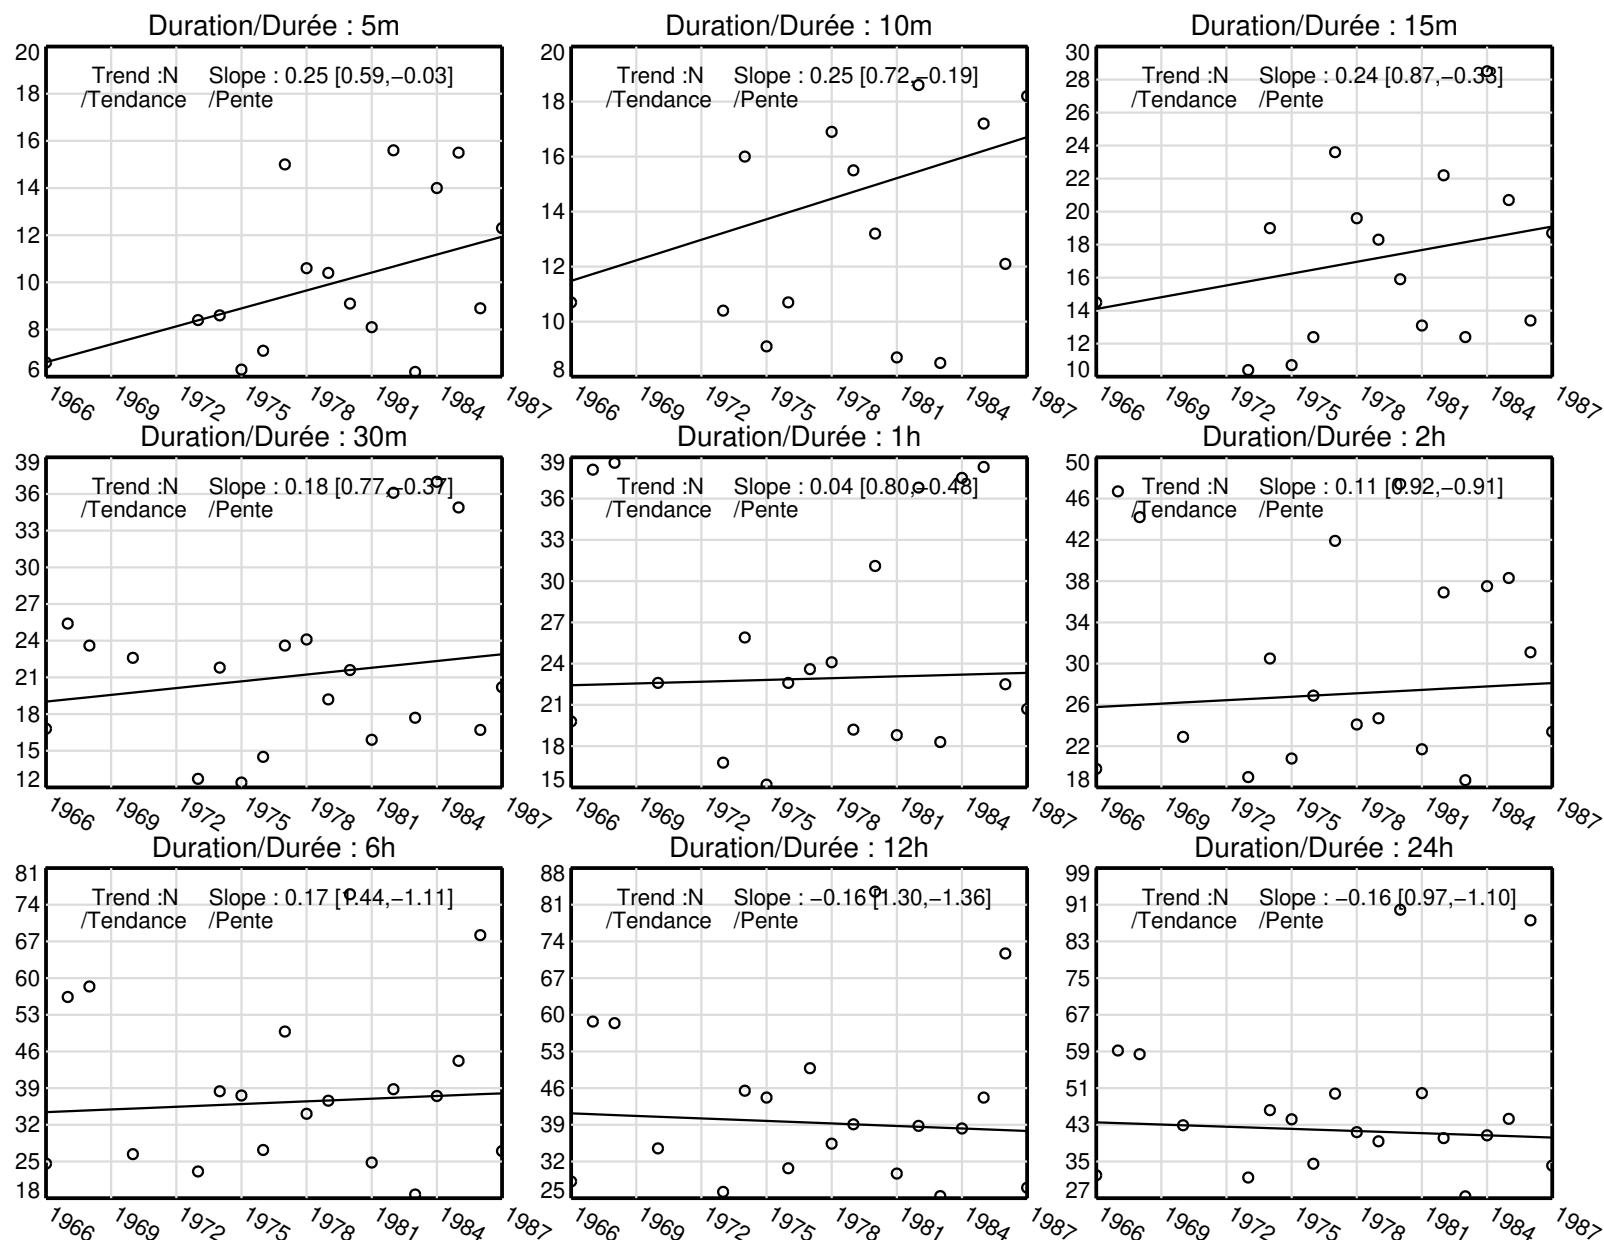 Duration/Durée : 5m
Trend :N Slope : 0.25 [0.59,−0.03]
/Tendance /Pente
20
18
16
14
12
10
8
6
1966 1969 1972 1975 1978 1981 1984 1987
Duration/Durée : 10m
Trend :N Slope : 0.25 [0.72,−0.19]
/Tendance /Pente
20
18
16
14
12
10
8
1966 1969 1972 1975 1978 1981 1984 1987
Duration/Durée : 15m
Trend :N Slope : 0.24 [0.87,−0.33]
/Tendance /Pente
30
28
26
24
22
20
18
16
14
12
10
1966 1969 1972 1975 1978 1981 1984 1987
Duration/Durée : 30m
Trend :N Slope : 0.18 [0.77,−0.37]
/Tendance /Pente
39
36
33
30
27
24
21
18
15
12
1966 1969 1972 1975 1978 1981 1984 1987
Duration/Durée : 1h
Trend :N Slope : 0.04 [0.80,−0.48]
/Tendance /Pente
39
36
33
30
27
24
21
18
15
1966 1969 1972 1975 1978 1981 1984 1987
Duration/Durée : 2h
Trend :N Slope : 0.11 [0.92,−0.91]
/Tendance /Pente
50
46
42
38
34
30
26
22
18
1966 1969 1972 1975 1978 1981 1984 1987
Duration/Durée : 6h
Trend :N Slope : 0.17 [1.44,−1.11]
/Tendance /Pente
81
74
67
60
53
46
39
32
25
18
1966 1969 1972 1975 1978 1981 1984 1987
Duration/Durée : 12h
Trend :N Slope : −0.16 [1.30,−1.36]
/Tendance /Pente
88
81
74
67
60
53
46
39
32
25
1966 1969 1972 1975 1978 1981 1984 1987
Duration/Durée : 24h
Trend :N Slope : −0.16 [0.97,−1.10]
/Tendance /Pente
99
91
83
75
67
59
51
43
35
27
1966 1969 1972 1975 1978 1981 1984 1987